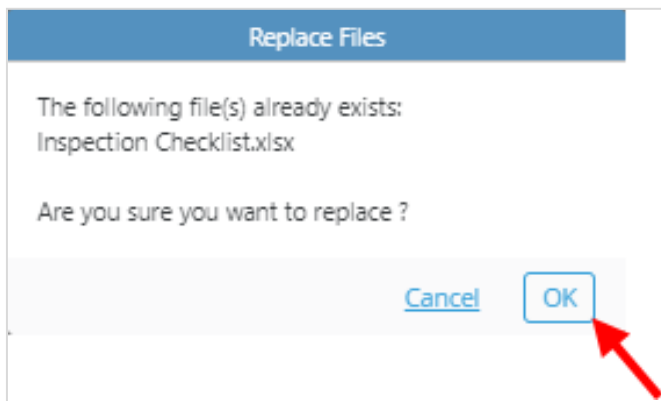 Replace Files
The following file(s) already exists:
Inspection Checklist.xlsx
Are you sure you want to replace ?
Cancel
OK